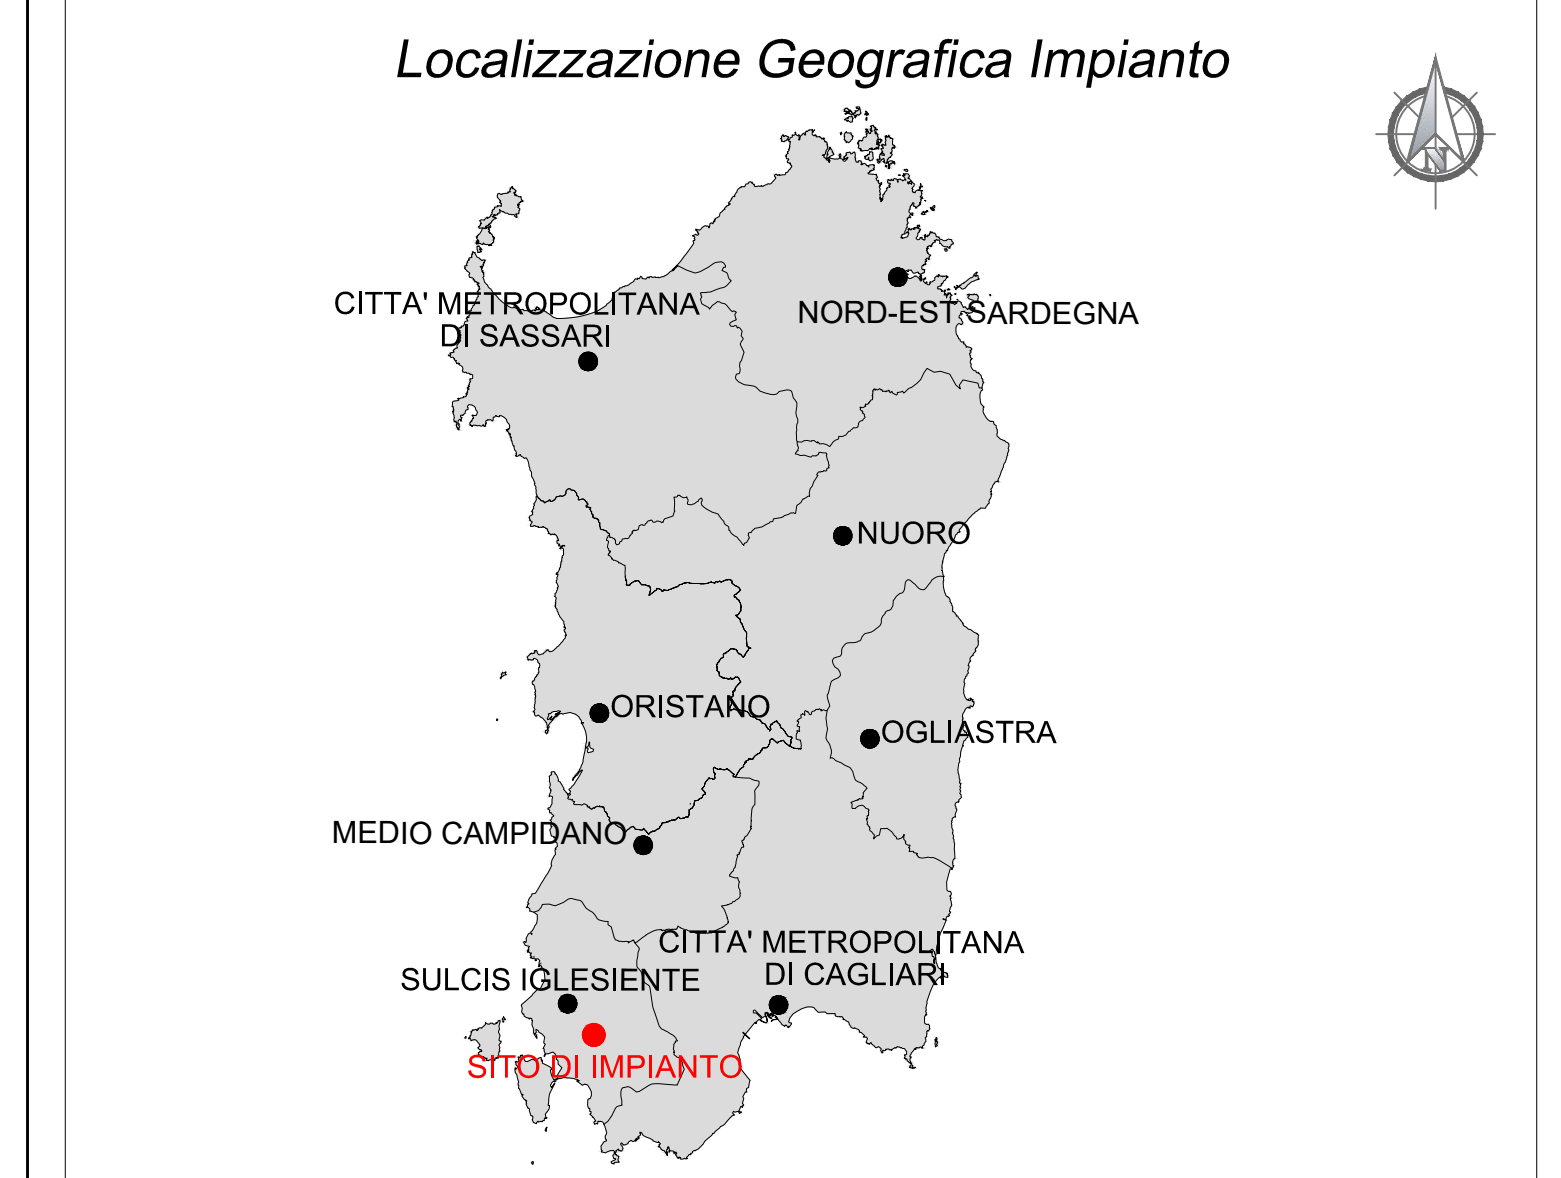 Localizzazione Geografica Impianto
N
CITTA' METROPOLITANA
DI SASSARI
NORD-EST SARDEGNA
NUORO
ORISTANO
OGLIASTRA
MEDIO CAMPIDANO
CITTA' METROPOLITANA
DI CAGLIARI
SULCIS IGLESIENTE
SITO DI IMPIANTO